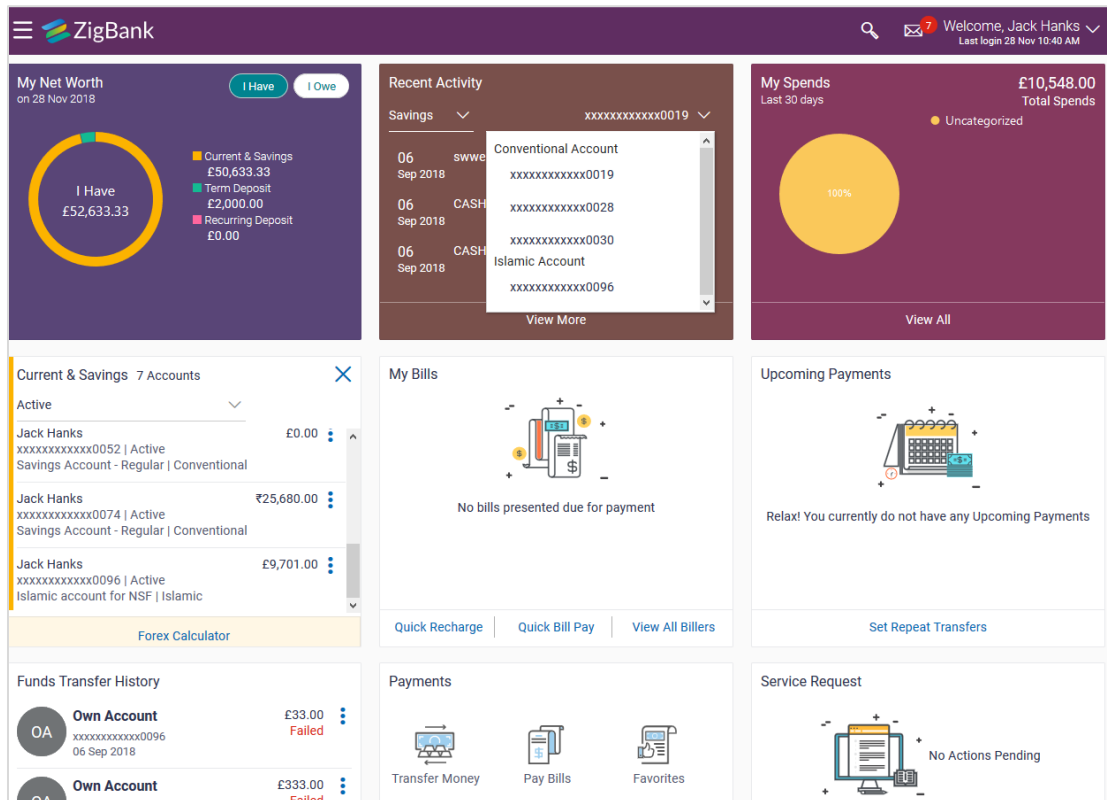 ZigBank
7
Welcome, Jack Hanks
Last login 28 Nov 10:40 AM
My Net Worth
on 28 Nov 2018
I Have
I Owe
I Have
£52,633.33
Current & Savings
£50,633.33
Term Deposit
£2,000.00
Recurring Deposit
£0.00
Recent Activity
Savings
xxxxxxxxxxxx0019
06 swwe
Sep 2018
06 CASH
Sep 2018
06 CASH
Sep 2018
Conventional Account
xxxxxxxxxxxx0019
xxxxxxxxxxxx0028
xxxxxxxxxxxx0030
Islamic Account
xxxxxxxxxxxx0096
View More
My Spends
Last 30 days
£10,548.00
Total Spends
Uncategorized
100%
View All
Current & Savings 7 Accounts
Active
Jack Hanks £0.00
xxxxxxxxxxxx0052 | Active
Savings Account - Regular | Conventional
Jack Hanks ₹25,680.00
xxxxxxxxxxxx0074 | Active
Savings Account - Regular | Conventional
Jack Hanks £9,701.00
xxxxxxxxxxxx0096 | Active
Islamic account for NSF | Islamic
Forex Calculator
My Bills
No bills presented due for payment
Quick Recharge Quick Bill Pay View All Billers
Upcoming Payments
Relax! You currently do not have any Upcoming Payments
Set Repeat Transfers
Funds Transfer History
OA
Own Account £33.00
xxxxxxxxxxxx0096 Failed
06 Sep 2018
OA
Own Account £333.00
Failed
Payments
Transfer Money Pay Bills Favorites
Service Request
No Actions Pending